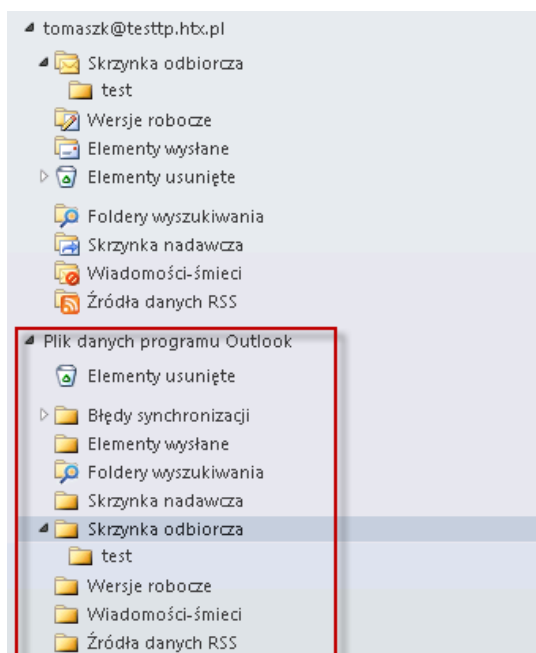 tomaszk@testtp.htx.pl
Skrzynka odbiorcza
test
Wersje robocze
Elementy wysłane
Elementy usunięte
Foldery wyszukiwania
Skrzynka nadawcza
Wiadomości-śmieci
Źródła danych RSS
Plik danych programu Outlook
Elementy usunięte
Błędy synchronizacji
Elementy wysłane
Foldery wyszukiwania
Skrzynka nadawcza
Skrzynka odbiorcza
test
Wersje robocze
Wiadomości-śmieci
Źródła danych RSS